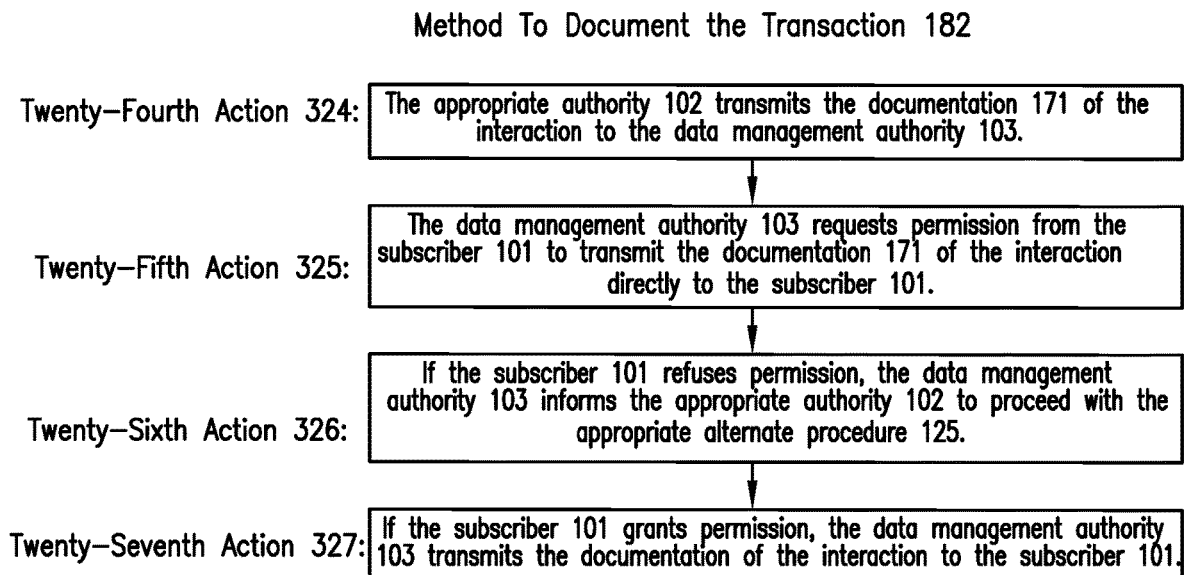 Method To Document the Transaction 182
Twenty-Fourth Action 324:
The appropriate authority 102 transmits the documentation 171 of the
interaction to the data management authority 103.
Twenty-Fifth Action 325:
The data management authority 103 requests permission from the
subscriber 101 to transmit the documentation 171 of the interaction
directly to the subscriber 101.
Twenty-Sixth Action 326:
If the subscriber 101 refuses permission, the data management
authority 103 informs the appropriate authority 102 to proceed with the
appropriate alternate procedure 125.
Twenty-Seventh Action 327:
If the subscriber 101 grants permission, the data management authority
103 transmits the documentation of the interaction to the subscriber 101.